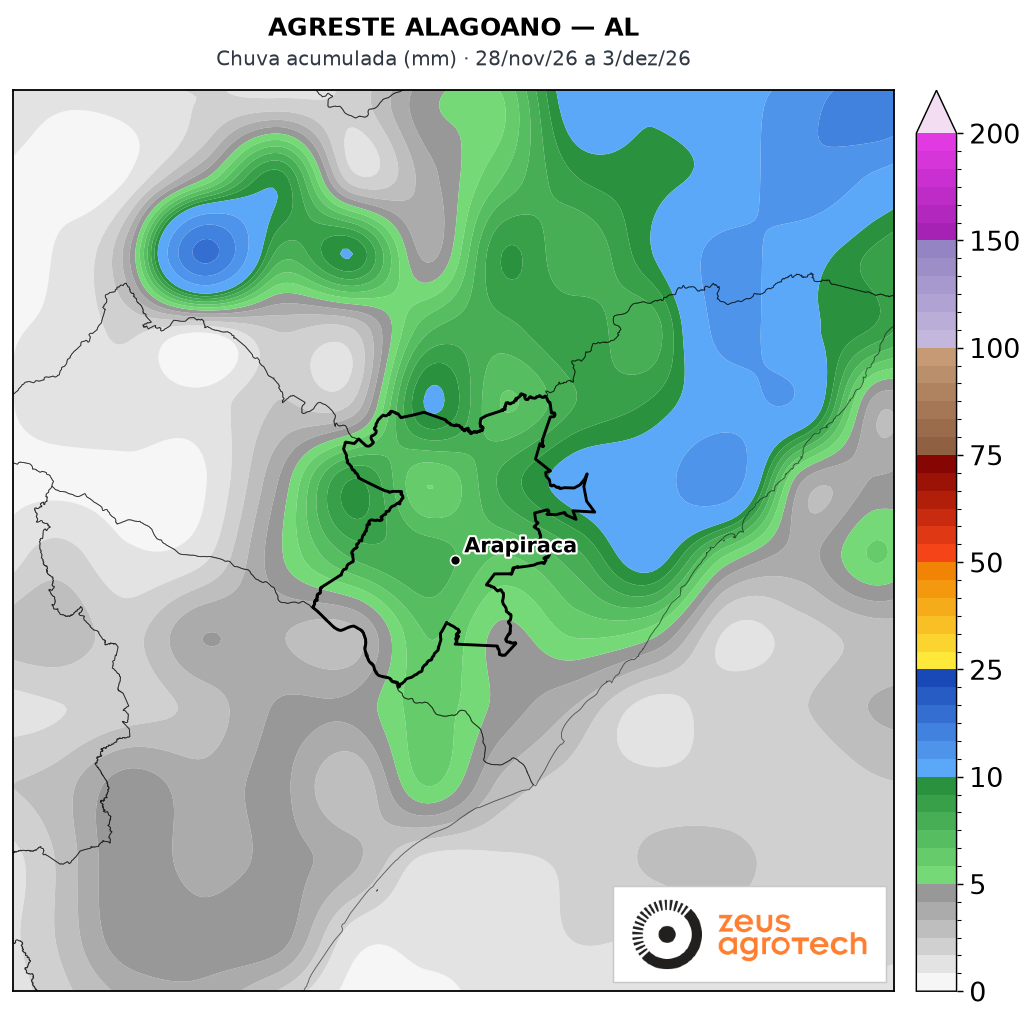 AGRESTE ALAGOANO — AL
Chuva acumulada (mm) · 28/nov/26 a 3/dez/26
200
150
100
75
50
25
10
5
0
Arapiraca
zeus
agrotech